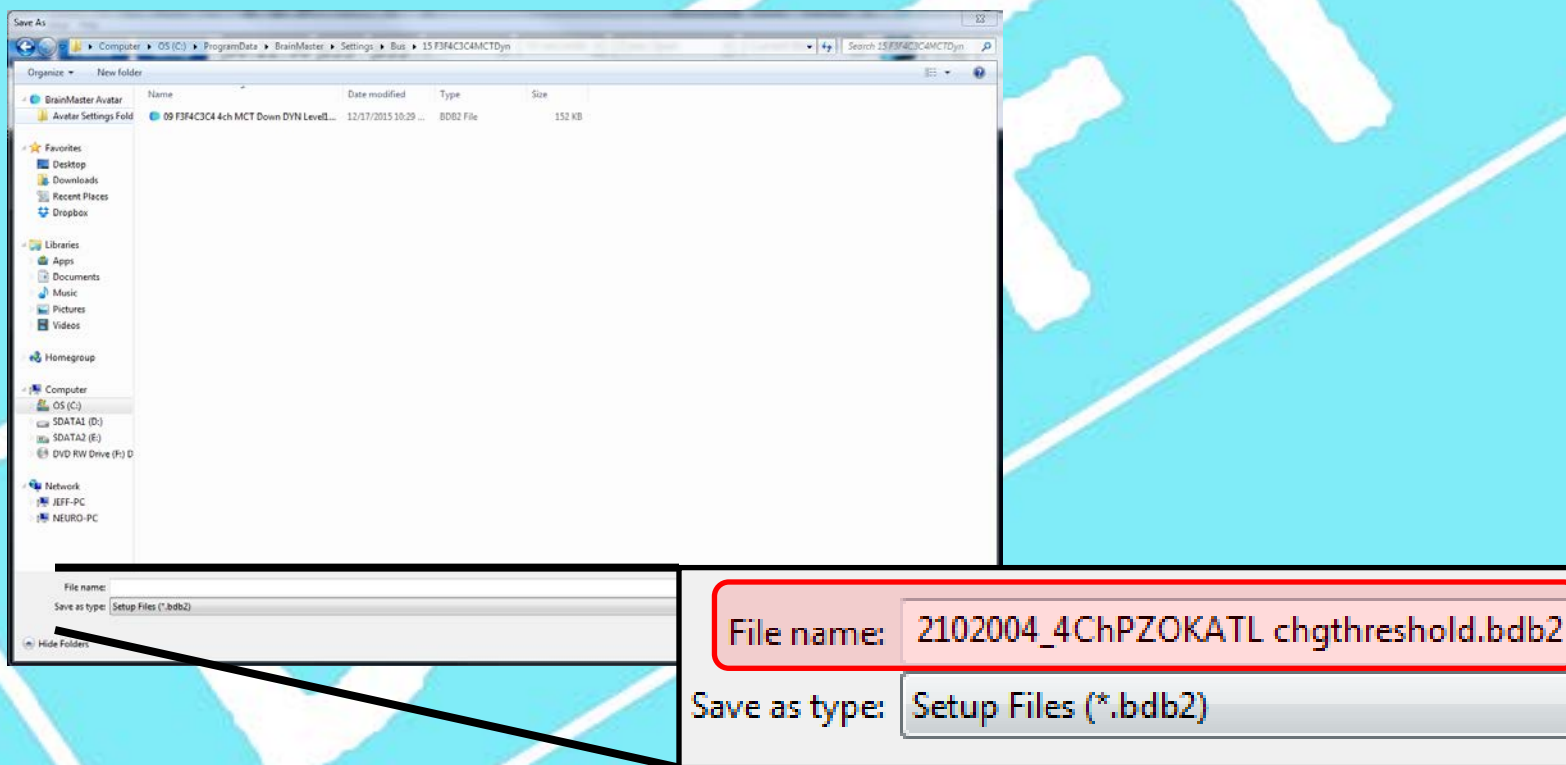 Save As
Computer ▸ OS (C:) ▸ ProgramData ▸ BrainMaster ▸ Settings ▸ Bus ▸ 15 F3F4C3C4MCTDyn
Search 15 F3F4C3C4MCTDyn
Organize
New folder
Name
Date modified
Type
Size
BrainMaster Avatar
Avatar Settings Fold
09 F3F4C3C4 4ch MCT Down DYN Level1...
12/17/2015 10:29 ...
BDB2 File
152 KB
Favorites
Desktop
Downloads
Recent Places
Dropbox
Libraries
Apps
Documents
Music
Pictures
Videos
Homegroup
Computer
OS (C:)
SDATA1 (D:)
SDATA2 (E:)
DVD RW Drive (F:) D
Network
JEFF-PC
NEURO-PC
File name:
Save as type: Setup Files (*.bdb2)
Hide Folders
File name: 2102004_4ChPZOKATL chgthreshold.bdb2
Save as type: Setup Files (*.bdb2)